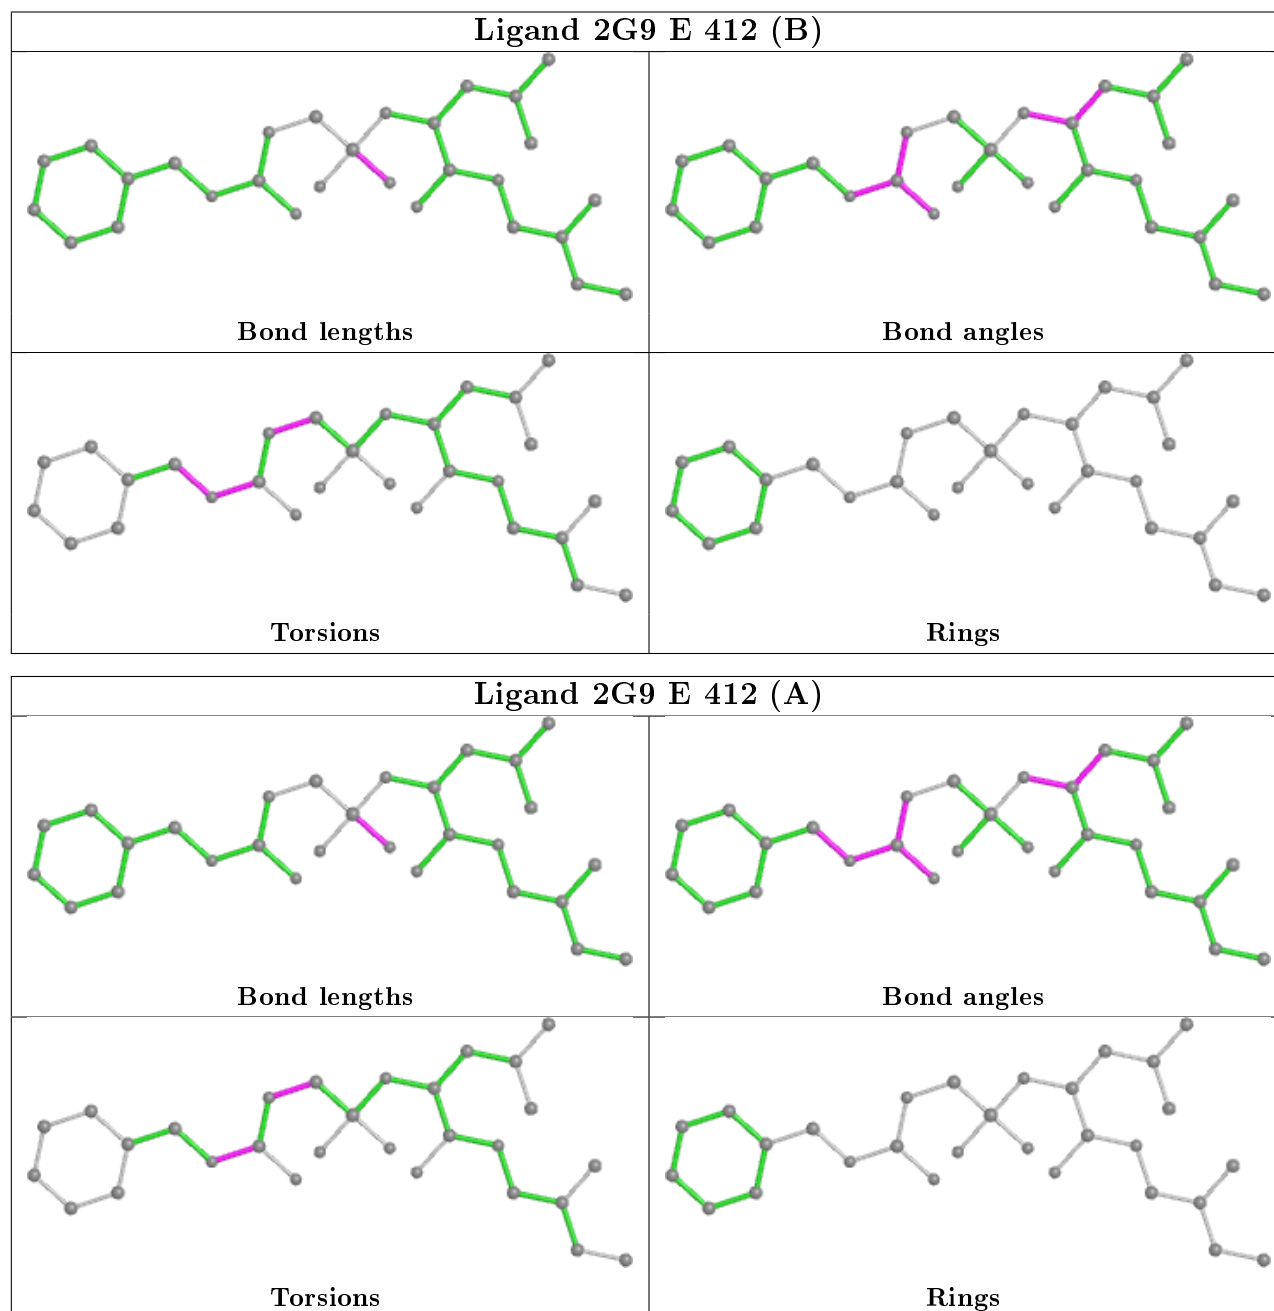 Ligand 2G9 E 412 (B)
Bond lengths
Bond angles
Torsions
Rings
Ligand 2G9 E 412 (A)
Bond lengths
Bond angles
Torsions
Rings